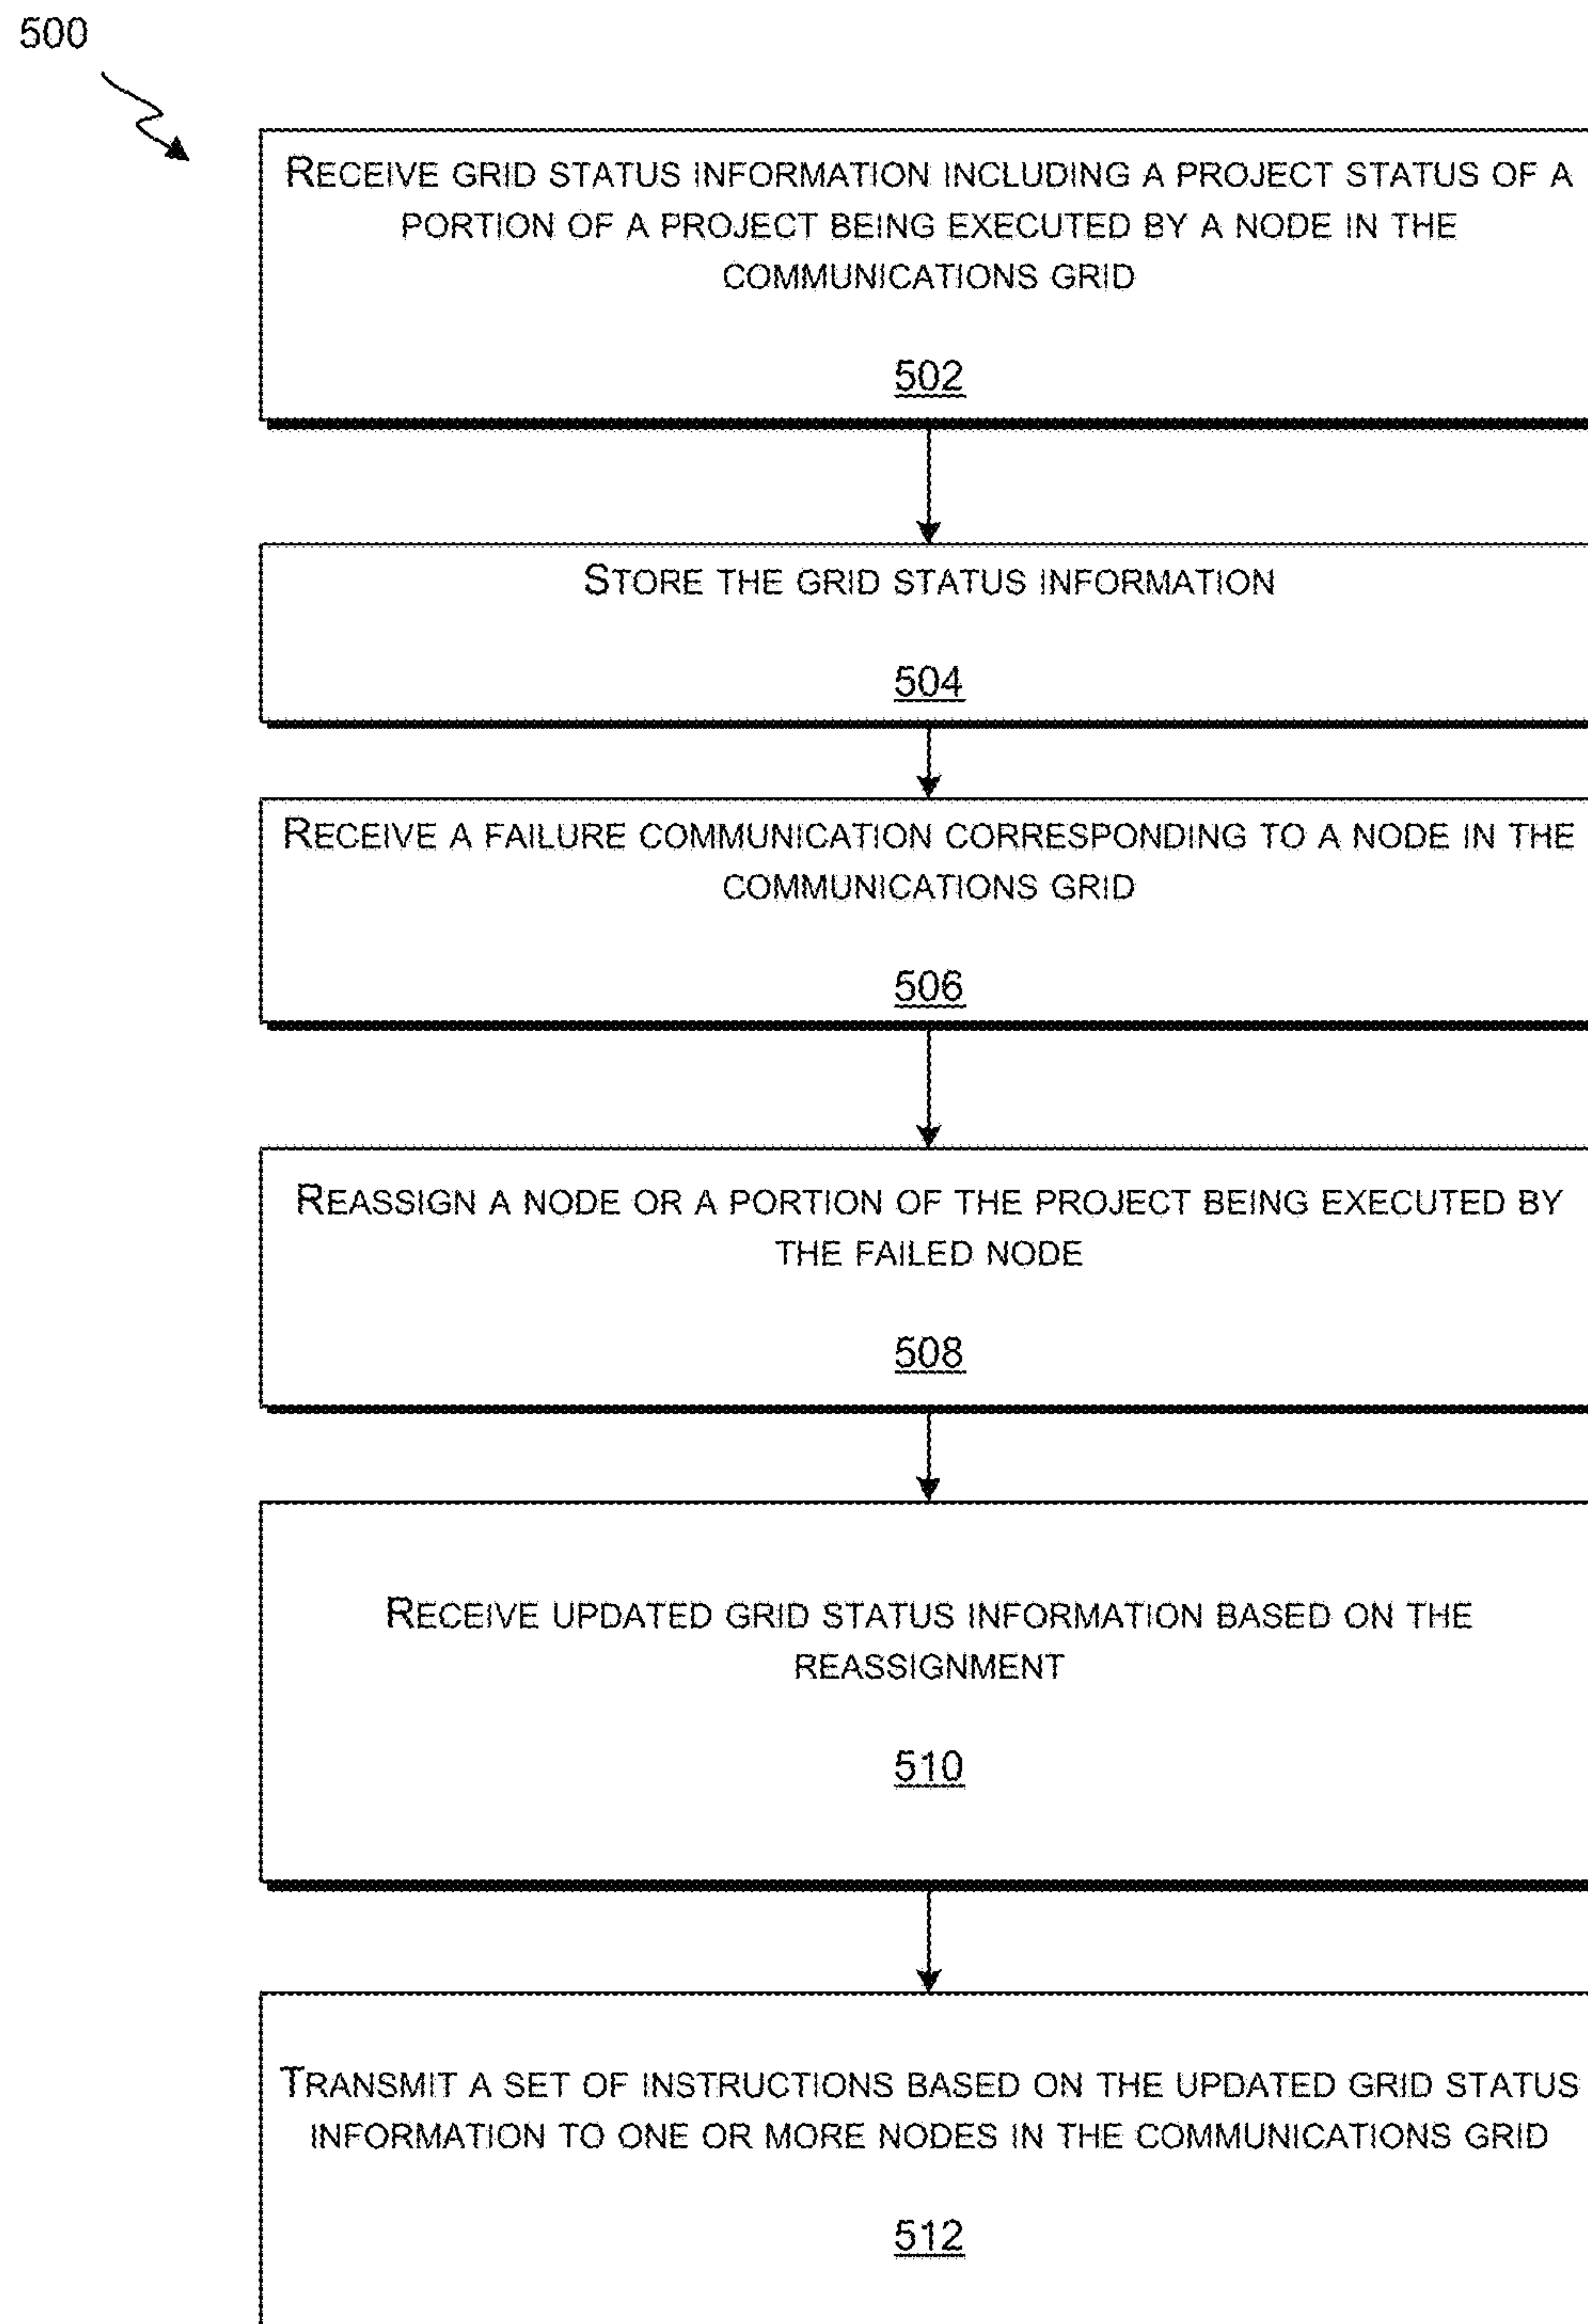 500
RECEIVE GRID STATUS INFORMATION INCLUDING A PROJECT STATUS OF A
PORTION OF A PROJECT BEING EXECUTED BY A NODE IN THE
COMMUNICATIONS GRID
502
STORE THE GRID STATUS INFORMATION
504
RECEIVE A FAILURE COMMUNICATION CORRESPONDING TO A NODE IN THE
COMMUNICATIONS GRID
506
REASSIGN A NODE OR A PORTION OF THE PROJECT BEING EXECUTED BY
THE FAILED NODE
508
RECEIVE UPDATED GRID STATUS INFORMATION BASED ON THE
REASSIGNMENT
510
TRANSMIT A SET OF INSTRUCTIONS BASED ON THE UPDATED GRID STATUS
INFORMATION TO ONE OR MORE NODES IN THE COMMUNICATIONS GRID
512